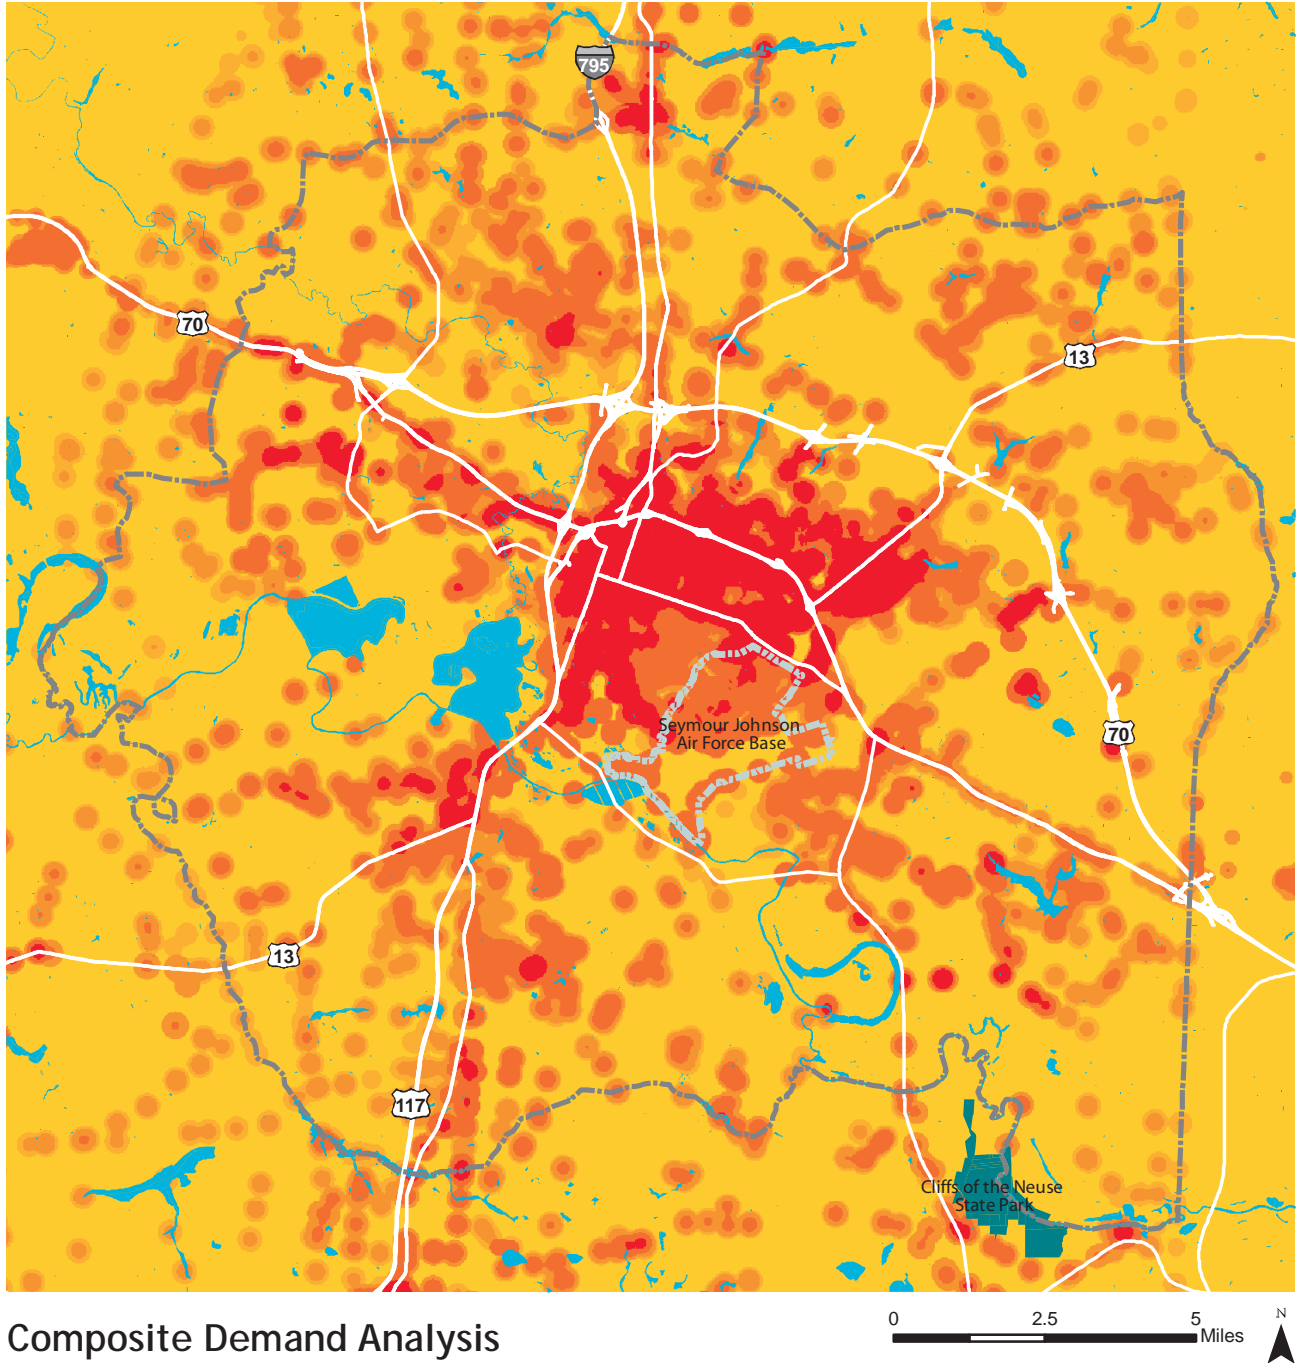 795
70
13
Seymour Johnson
Air Force Base
70
13
117
Cliffs of the Neuse
State Park
Composite Demand Analysis
0 2.5 5
Miles
N